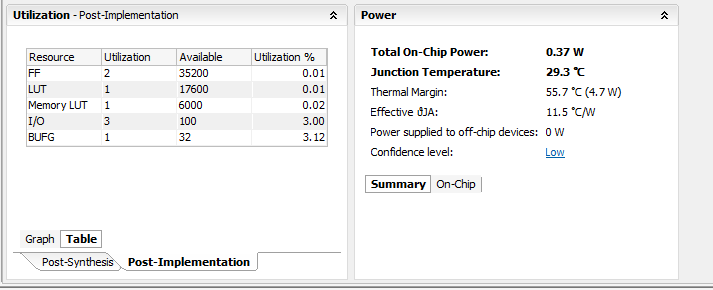 Utilization - Post-Implementation
Resource Utilization Available Utilization %
FF 2 35200 0.01
LUT 1 17600 0.01
Memory LUT 1 6000 0.02
I/O 3 100 3.00
BUFG 1 32 3.12
Graph Table
Post-Synthesis Post-Implementation
Power
Total On-Chip Power: 0.37 W
Junction Temperature: 29.3 °C
Thermal Margin: 55.7 °C (4.7 W)
Effective ϑJA: 11.5 °C/W
Power supplied to off-chip devices: 0 W
Confidence level: Low
Summary On-Chip